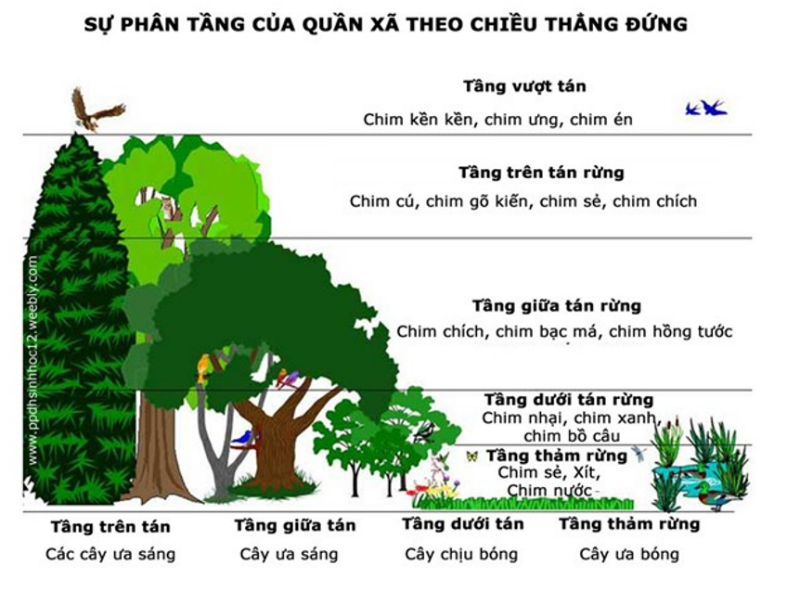 SỰ PHÂN TẦNG CỦA QUẦN XÃ THEO CHIỀU THẲNG ĐỨNG
Tầng vượt tán
Chim kền kền, chim ưng, chim én
Tầng trên tán rừng
Chim cú, chim gõ kiến, chim sẻ, chim chích
Tầng giữa tán rừng
Chim chích, chim bạc má, chim hồng tước
Tầng dưới tán rừng
Chim nhại, chim xanh,
chim bồ câu
Tầng thảm rừng
Chim sẻ, Xít,
Chim nước
www.ppdhsinhhoc12.weebly.com
Tầng trên tán
Các cây ưa sáng
Tầng giữa tán
Cây ưa sáng
Tầng dưới tán
Cây chịu bóng
Tầng thảm rừng
Cây ưa bóng